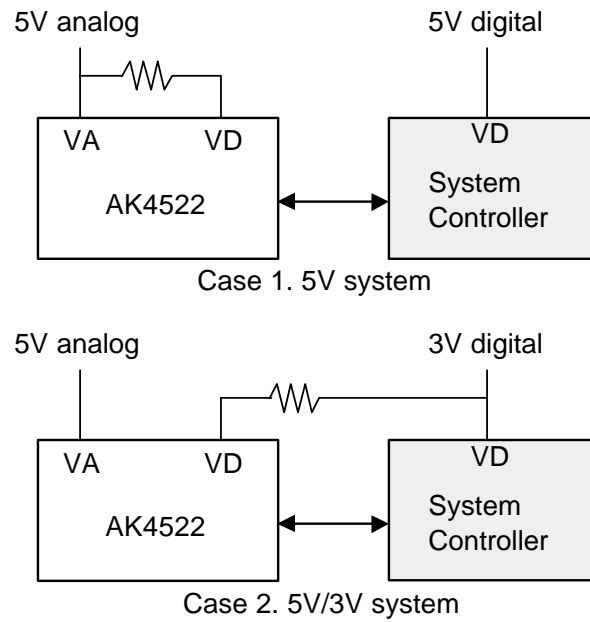 5V analog
5V digital
VA
VD
VD
AK4522
System
Controller
Case 1. 5V system
5V analog
3V digital
VA
VD
VD
AK4522
System
Controller
Case 2. 5V/3V system